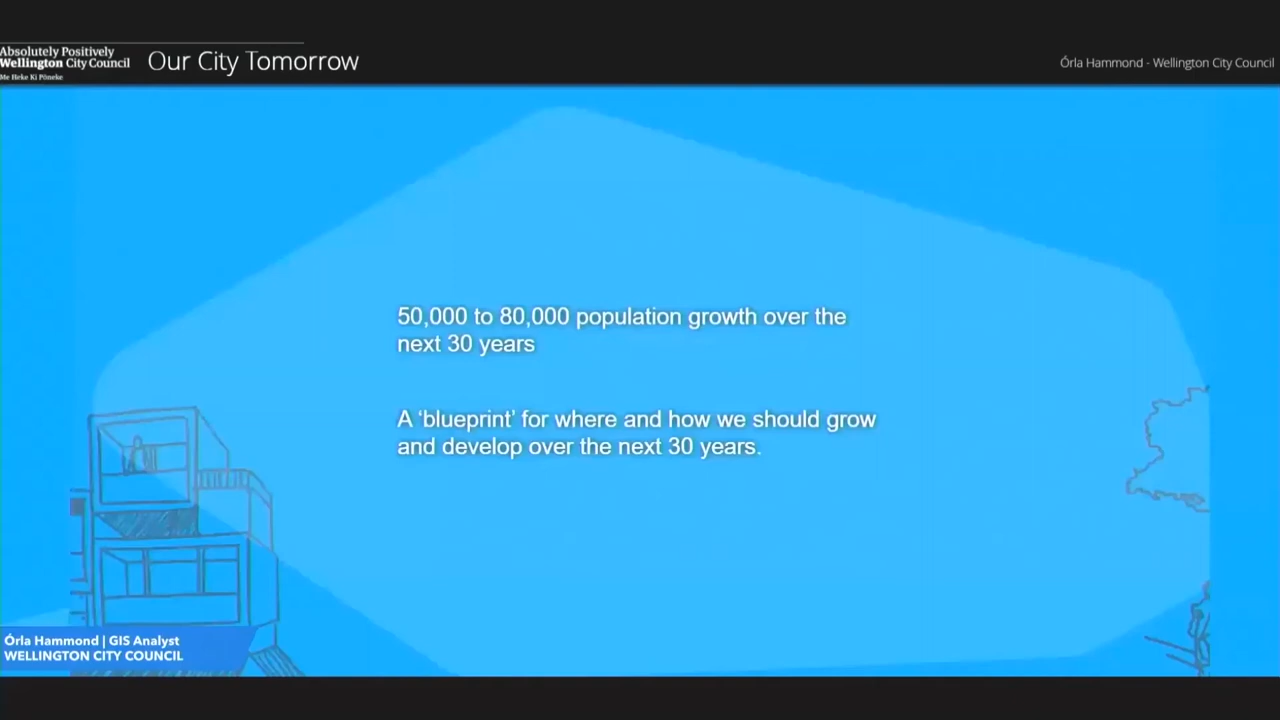 Absolutely Positively
Wellington City Council
Me Heke Ki Pōneke
Our City Tomorrow
Órla Hammond - Wellington City Council
50,000 to 80,000 population growth over the
next 30 years
A ‘blueprint’ for where and how we should grow
and develop over the next 30 years.
Órla Hammond | GIS Analyst
WELLINGTON CITY COUNCIL